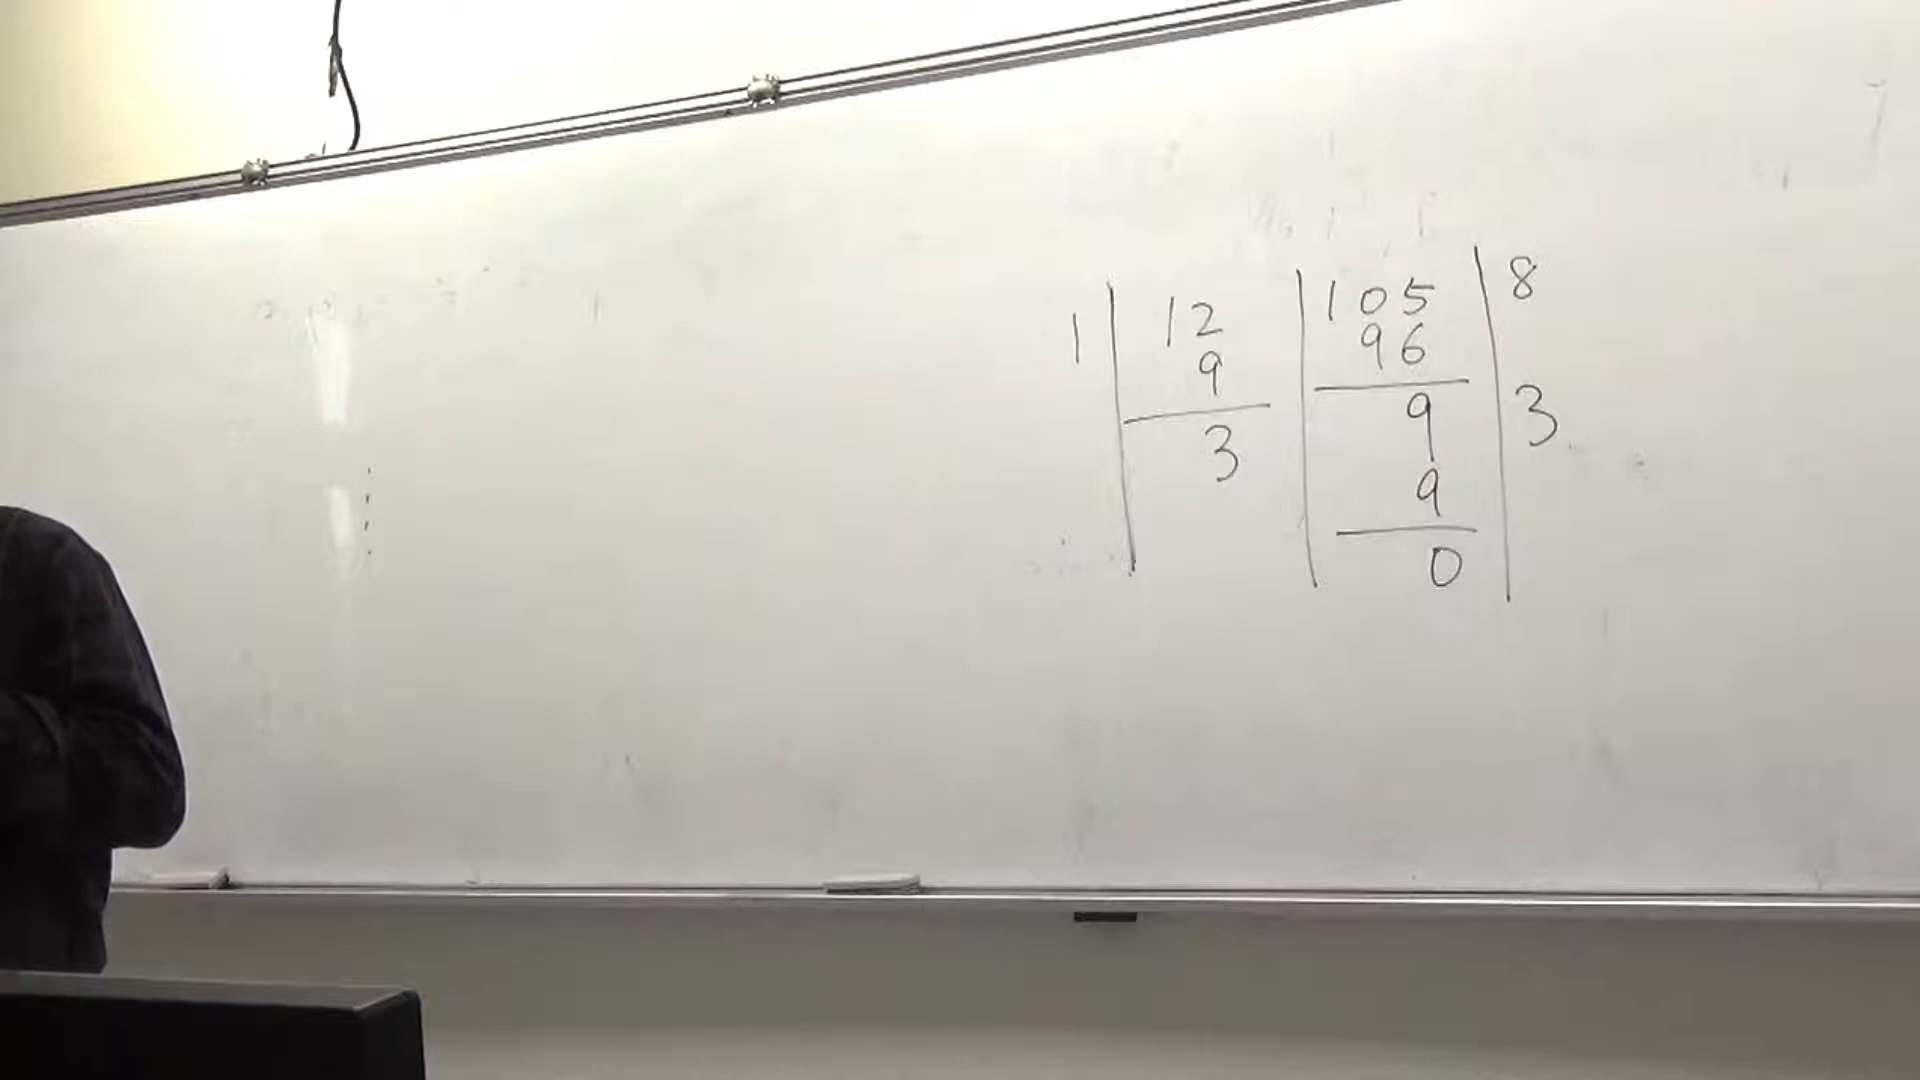 1 | 12 | 105 | 8
9 | 96
3 | 9 | 3
9
0